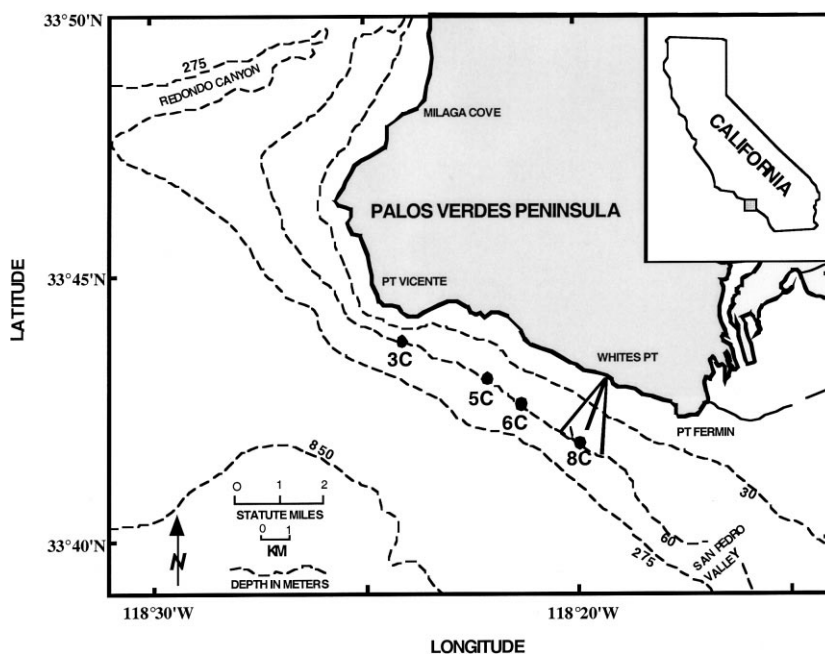 33°50'N
275
REDONDO CANYON
MILAGA COVE
CALIFORNIA
PALOS VERDES PENINSULA
33°45'N
PT VICENTE
LATITUDE
3C
WHITES PT
5C
6C
PT FERMIN
8C
850
0 1 2
STATUTE MILES
0 1
KM
30
60
275
SAN PEDRO
VALLEY
33°40'N
N
DEPTH IN METERS
118°30'W
118°20'W
LONGITUDE